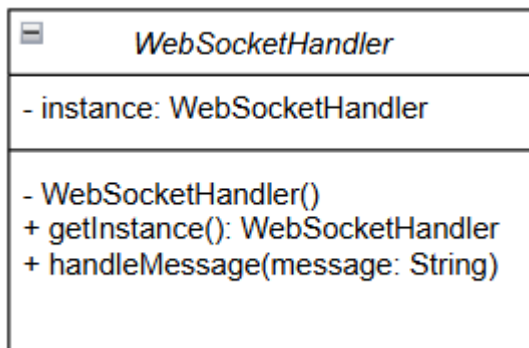 WebSocketHandler
- instance: WebSocketHandler
- WebSocketHandler()
+ getInstance(): WebSocketHandler
+ handleMessage(message: String)